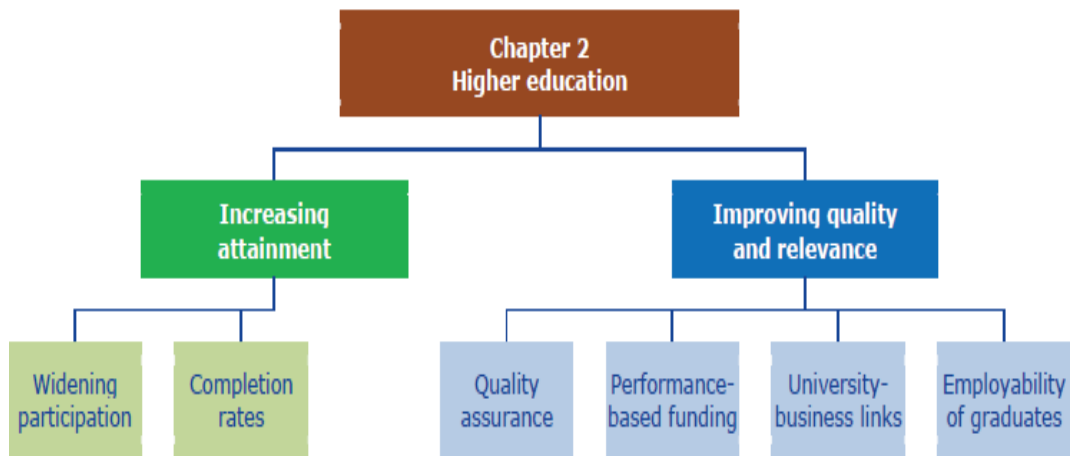 Chapter 2
Higher education
Increasing
attainment
Improving quality
and relevance
Widening
participation
Completion
rates
Quality
assurance
Performance-
based funding
University-
business links
Employability
of graduates